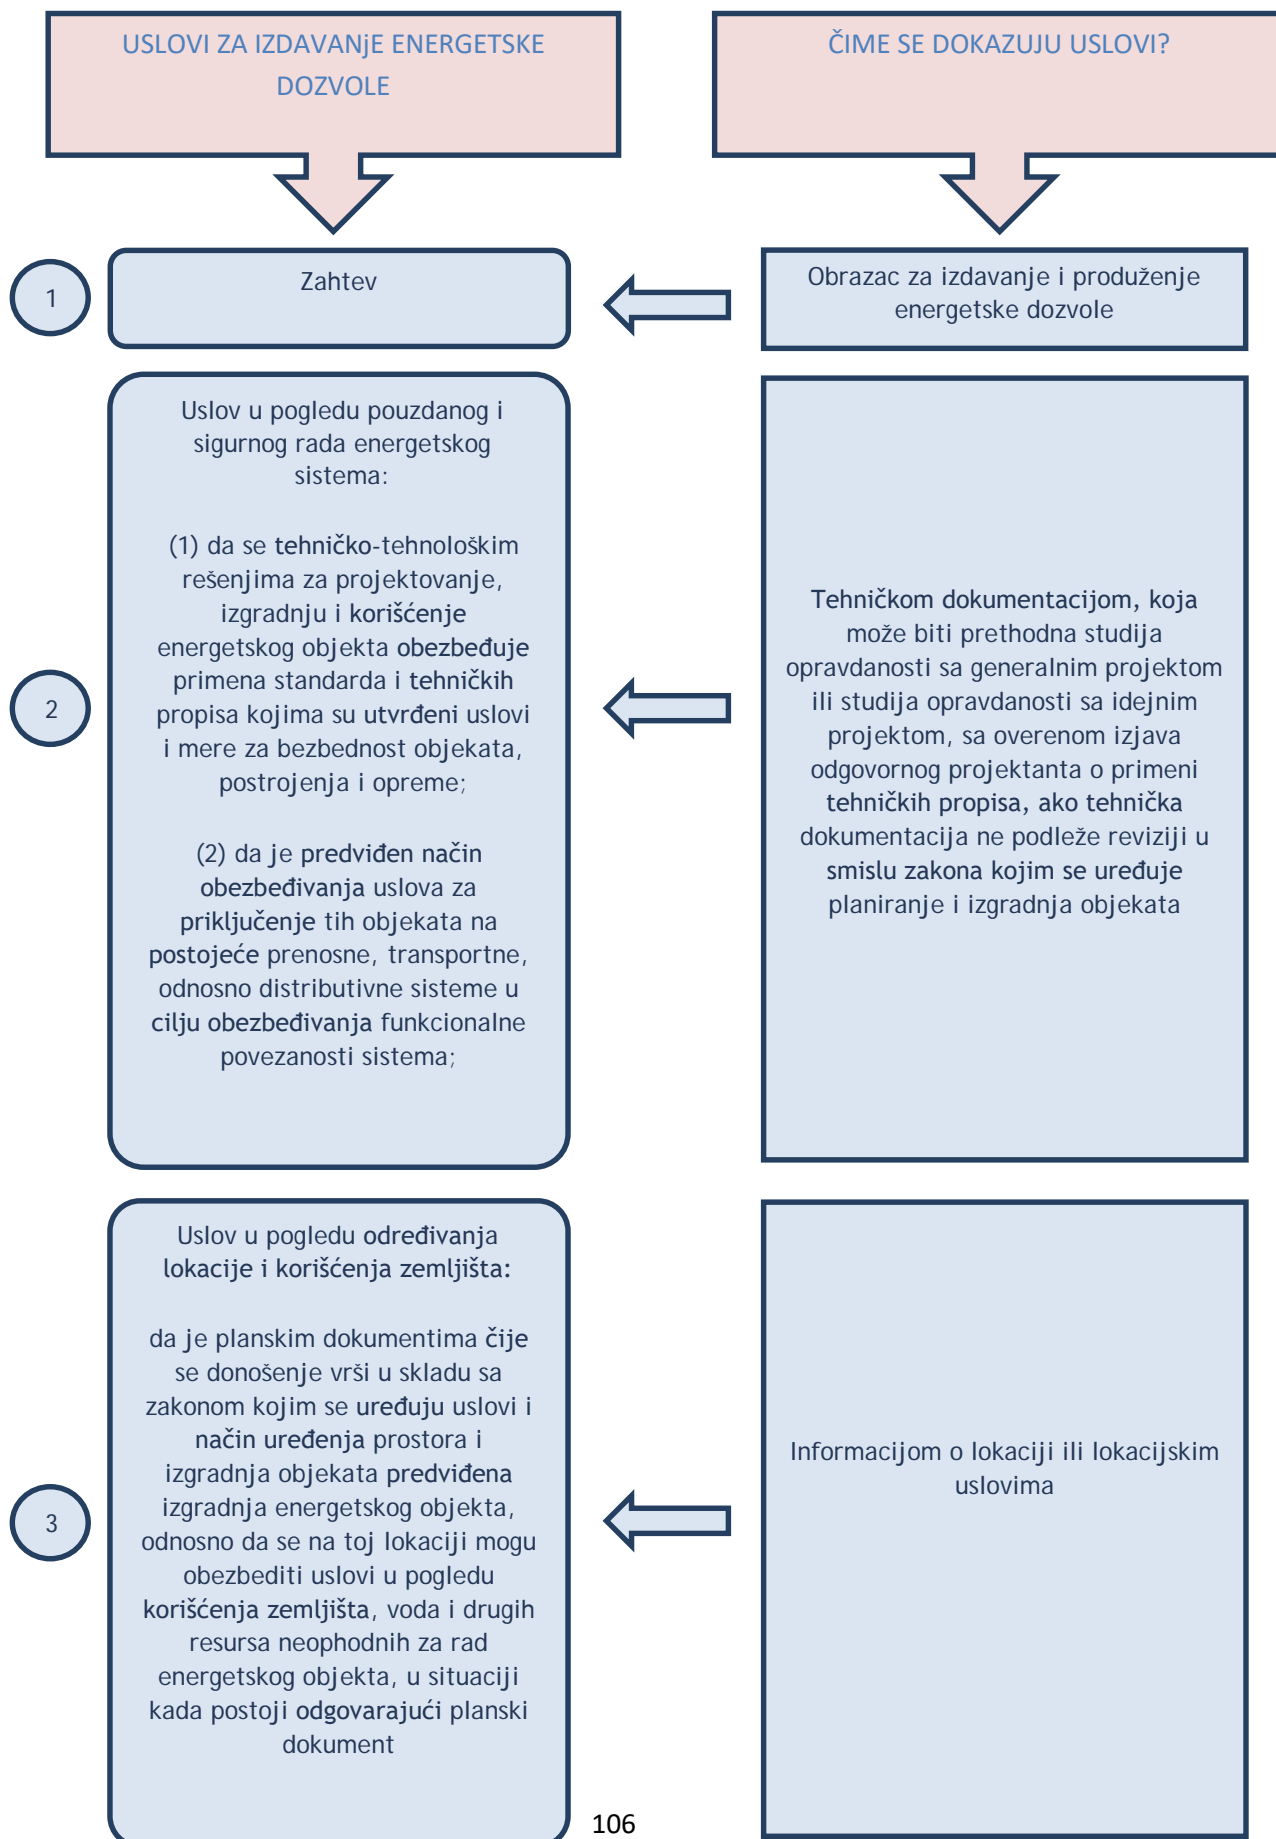 USLOVI ZA IZDAVANjE ENERGETSKE
DOZVOLE
ČIME SE DOKAZUJU USLOVI?
1
Zahtev
Obrazac za izdavanje i produženje
energetske dozvole
2
Uslov u pogledu pouzdanog i
sigurnog rada energetskog
sistema:
(1) da se tehničko-tehnološkim
rešenjima za projektovanje,
izgradnju i korišćenje
energetskog objekta obezbeđuje
primena standarda i tehničkih
propisa kojima su utvrđeni uslovi
i mere za bezbednost objekata,
postrojenja i opreme;
(2) da je predviđen način
obezbeđivanja uslova za
priključenje tih objekata na
postojeće prenosne, transportne,
odnosno distributivne sisteme u
cilju obezbeđivanja funkcionalne
povezanosti sistema;
Tehničkom dokumentacijom, koja
može biti prethodna studija
opravdanosti sa generalnim projektom
ili studija opravdanosti sa idejnim
projektom, sa overenom izjava
odgovornog projektanta o primeni
tehničkih propisa, ako tehnička
dokumentacija ne podleže reviziji u
smislu zakona kojim se uređuje
planiranje i izgradnja objekata
3
Uslov u pogledu određivanja
lokacije i korišćenja zemljišta:
da je planskim dokumentima čije
se donošenje vrši u skladu sa
zakonom kojim se uređuju uslovi i
način uređenja prostora i
izgradnja objekata predviđena
izgradnja energetskog objekta,
odnosno da se na toj lokaciji mogu
obezbediti uslovi u pogledu
korišćenja zemljišta, voda i drugih
resursa neophodnih za rad
energetskog objekta, u situaciji
kada postoji odgovarajući planski
dokument
Informacijom o lokaciji ili lokacijskim
uslovima
106